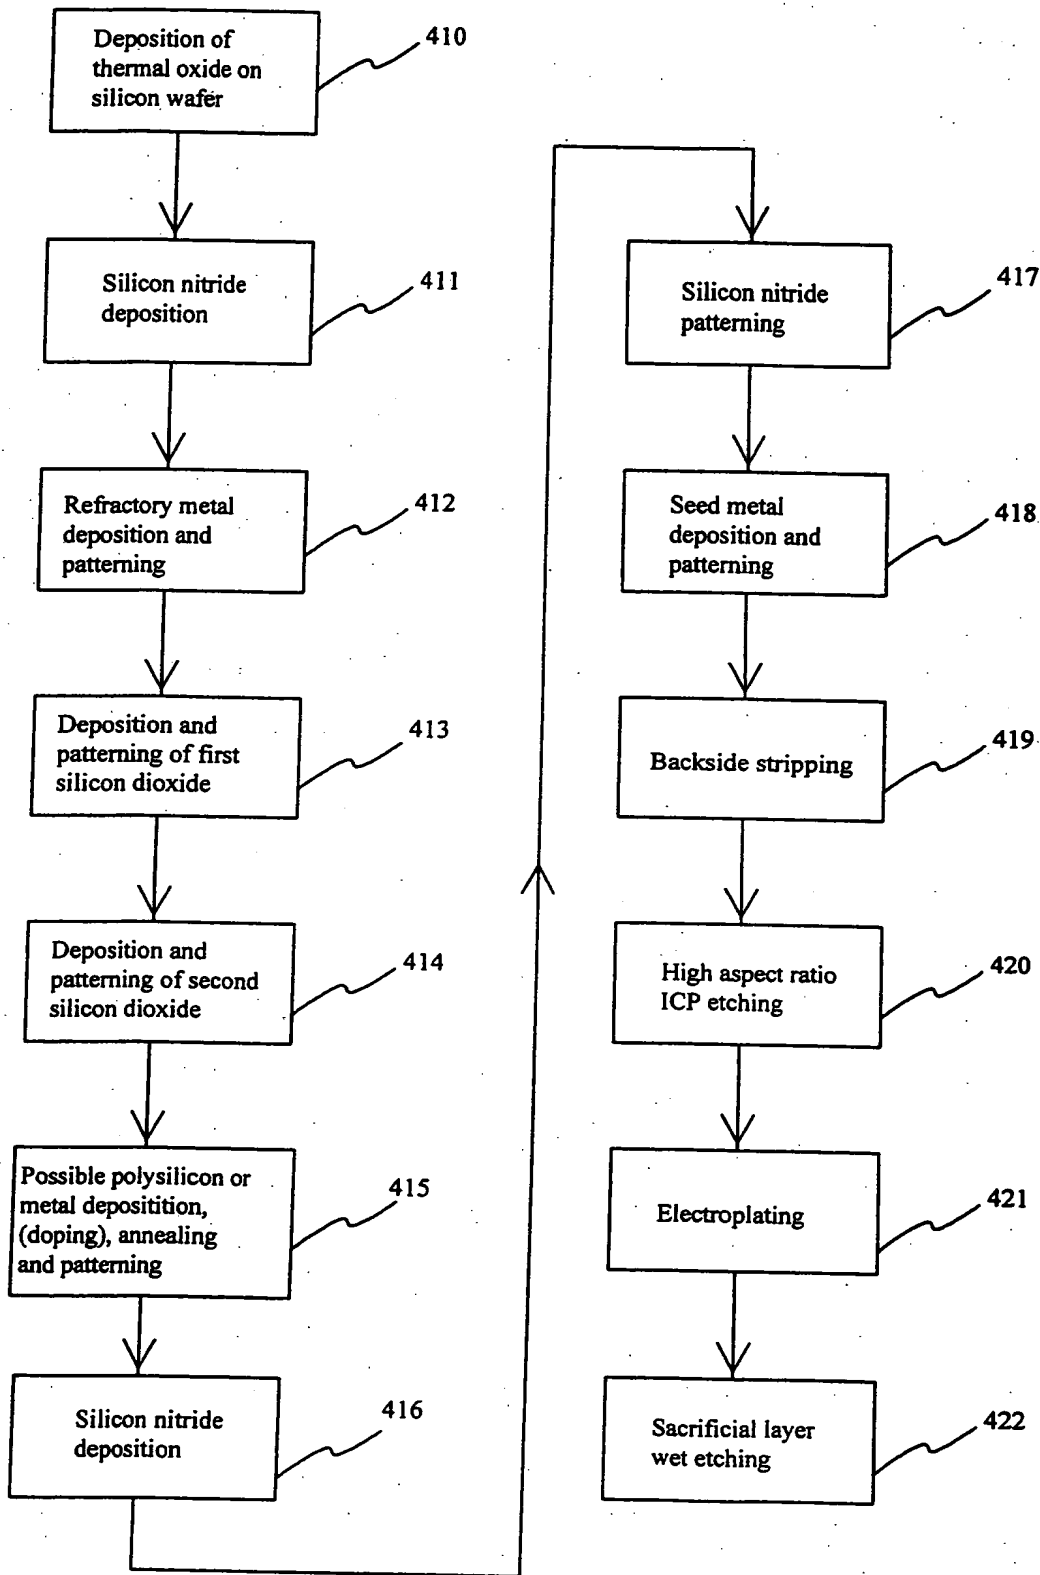 Deposition of
thermal oxide on
silicon wafer
410
Silicon nitride
deposition
411
Refractory metal
deposition and
patterning
412
Deposition and
patterning of first
silicon dioxide
413
Deposition and
patterning of second
silicon dioxide
414
Possible polysilicon or
metal depositition,
(doping), annealing
and patterning
415
Silicon nitride
deposition
416
Silicon nitride
patterning
417
Seed metal
deposition and
patterning
418
Backside stripping
419
High aspect ratio
ICP etching
420
Electroplating
421
Sacrificial layer
wet etching
422